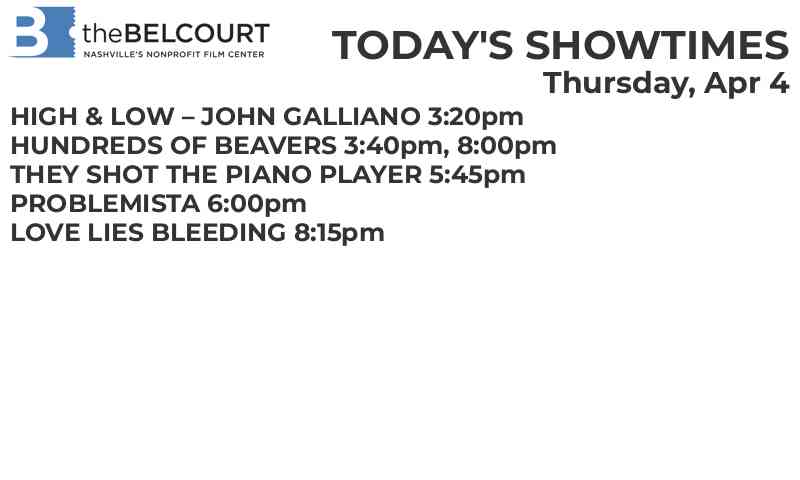 B theBELCOURT
NASHVILLE'S NONPROFIT FILM CENTER
TODAY'S SHOWTIMES
Thursday, Apr 4
HIGH & LOW – JOHN GALLIANO 3:20pm
HUNDREDS OF BEAVERS 3:40pm, 8:00pm
THEY SHOT THE PIANO PLAYER 5:45pm
PROBLEMISTA 6:00pm
LOVE LIES BLEEDING 8:15pm